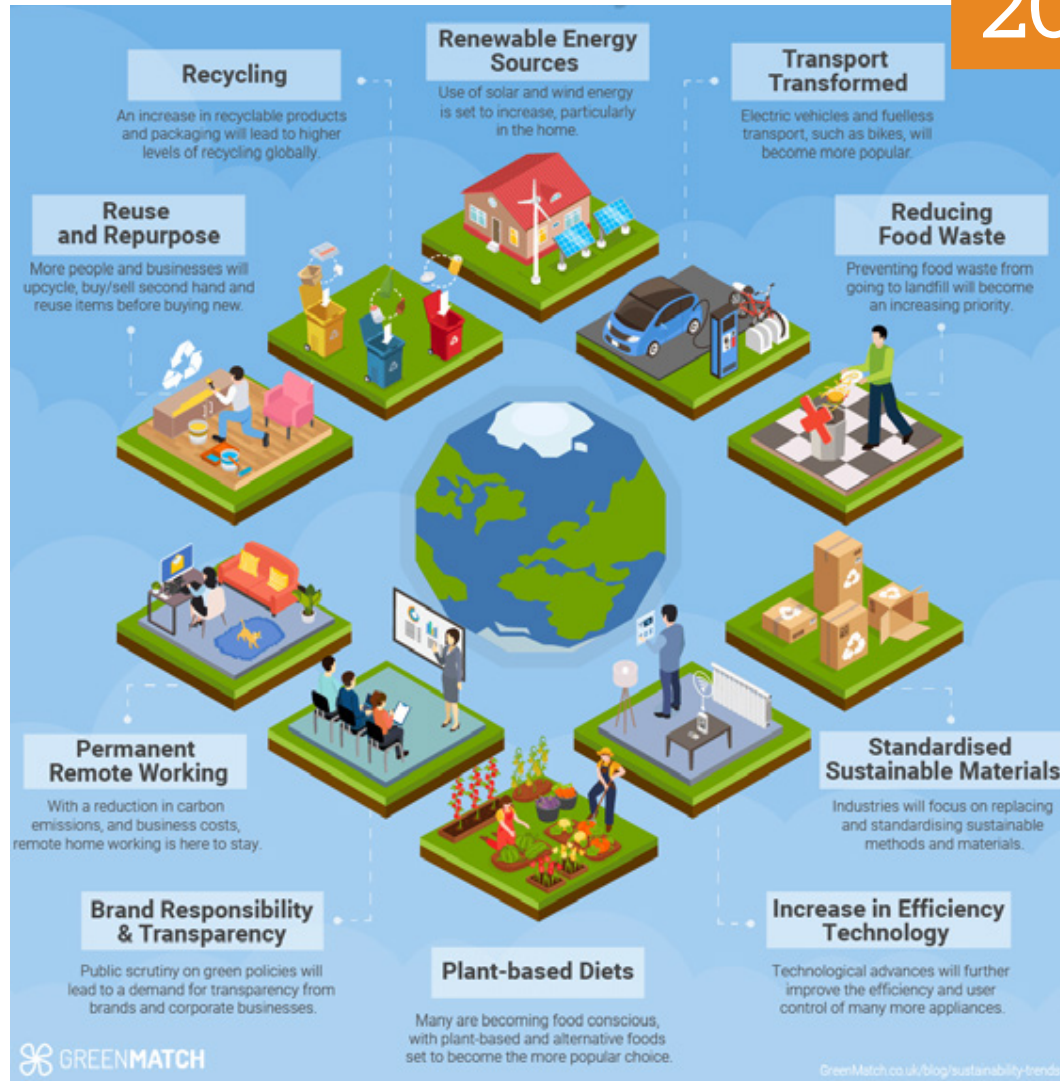 20
Renewable Energy
Sources
Use of solar and wind energy
is set to increase, particularly
in the home.
Recycling
An increase in recyclable products
and packaging will lead to higher
levels of recycling globally.
Transport
Transformed
Electric vehicles and fuelless
transport, such as bikes, will
become more popular.
Reuse
and Repurpose
More people and businesses will
upcycle, buy/sell second hand and
reuse items before buying new.
Reducing
Food Waste
Preventing food waste from
going to landfill will become
an increasing priority.
Permanent
Remote Working
With a reduction in carbon
emissions, and business costs,
remote home working is here to stay.
Standardised
Sustainable Materials
Industries will focus on replacing
and standardising sustainable
methods and materials.
Brand Responsibility
& Transparency
Public scrutiny on green policies will
lead to a demand for transparency from
brands and corporate businesses.
Increase in Efficiency
Technology
Technological advances will further
improve the efficiency and user
control of many more appliances.
Plant-based Diets
Many are becoming food conscious,
with plant-based and alternative foods
set to become the more popular choice.
GREENMATCH
GreenMatch.co.uk/blog/sustainability-trends